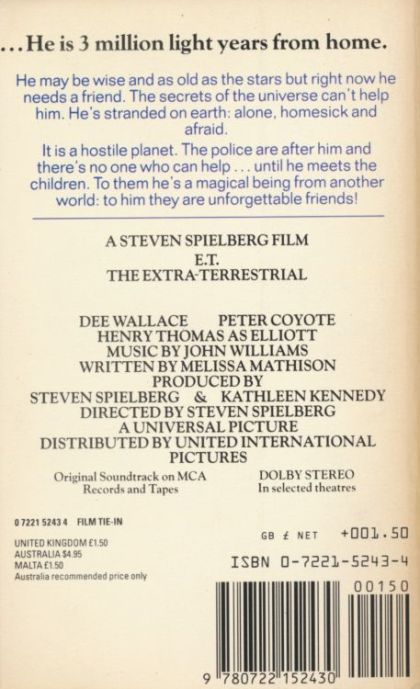 ...He is 3 million light years from home.
He may be wise and as old as the stars but right now he
needs a friend. The secrets of the universe can't help
him. He's stranded on earth: alone, homesick and
afraid.
It is a hostile planet. The police are after him and
there's no one who can help ... until he meets the
children. To them he's a magical being from another
world: to him they are unforgettable friends!
A STEVEN SPIELBERG FILM
E.T.
THE EXTRA-TERRESTRIAL
DEE WALLACE PETER COYOTE
HENRY THOMAS AS ELLIOTT
MUSIC BY JOHN WILLIAMS
WRITTEN BY MELISSA MATHISON
PRODUCED BY
STEVEN SPIELBERG & KATHLEEN KENNEDY
DIRECTED BY STEVEN SPIELBERG
A UNIVERSAL PICTURE
DISTRIBUTED BY UNITED INTERNATIONAL
PICTURES
Original Soundtrack on MCA
Records and Tapes
DOLBY STEREO
In selected theatres
0 7221 5243 4 FILM TIE-IN
UNITED KINGDOM £1.50
AUSTRALIA $4.95
MALTA £1.50
Australia recommended price only
GB £ NET +001.50
ISBN 0-7221-5243-4
00150
9 780722 152430